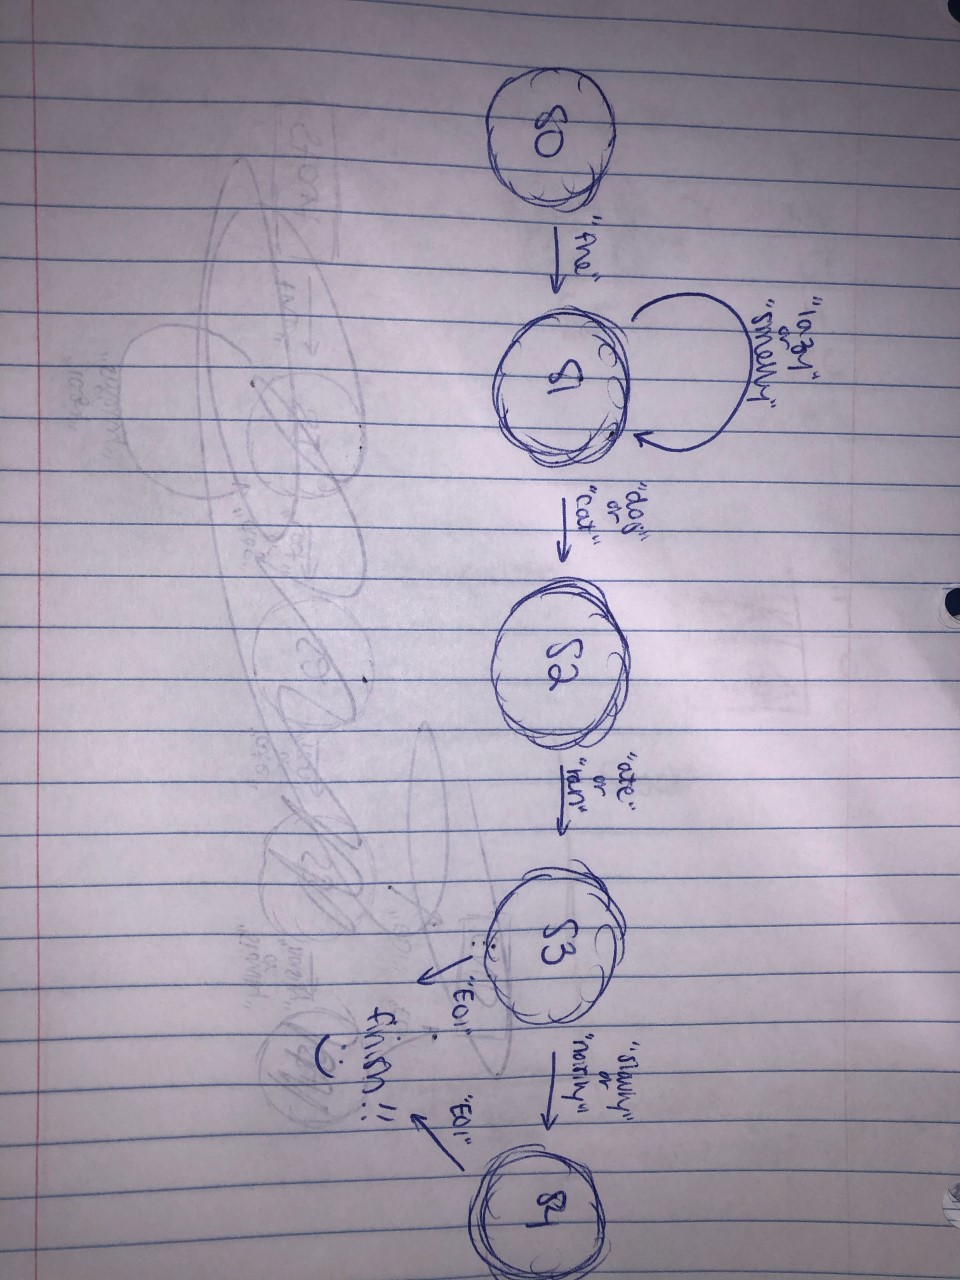 "lazy"
or
"smelly"
"the"
"dog"
or
"cat"
"ate"
or
"ran"
"slowly"
or
"noisily"
S0
S1
S2
S3
S4
"EOI"
"EOI"
finish!!